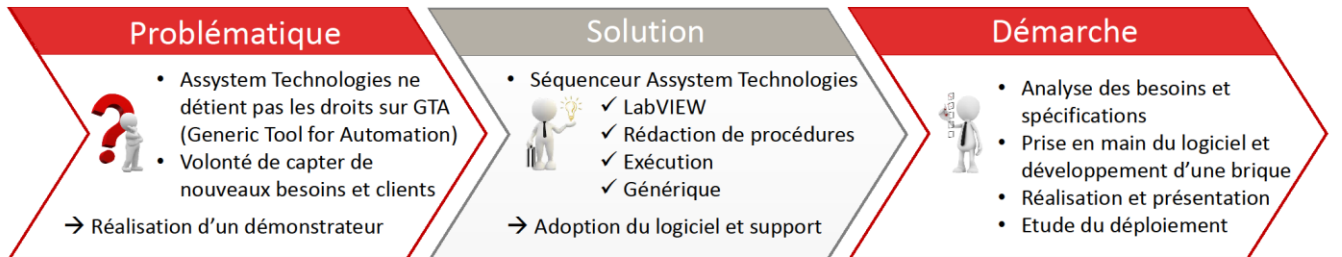 Problématique
• Assystem Technologies ne
détient pas les droits sur GTA
(Generic Tool for Automation)
• Volonté de capter de
nouveaux besoins et clients
→ Réalisation d’un démonstrateur
Solution
• Séquenceur Assystem Technologies
✓ LabVIEW
✓ Rédaction de procédures
✓ Exécution
✓ Générique
→ Adoption du logiciel et support
Démarche
• Analyse des besoins et
spécifications
• Prise en main du logiciel et
développement d’une brique
• Réalisation et présentation
• Etude du déploiement